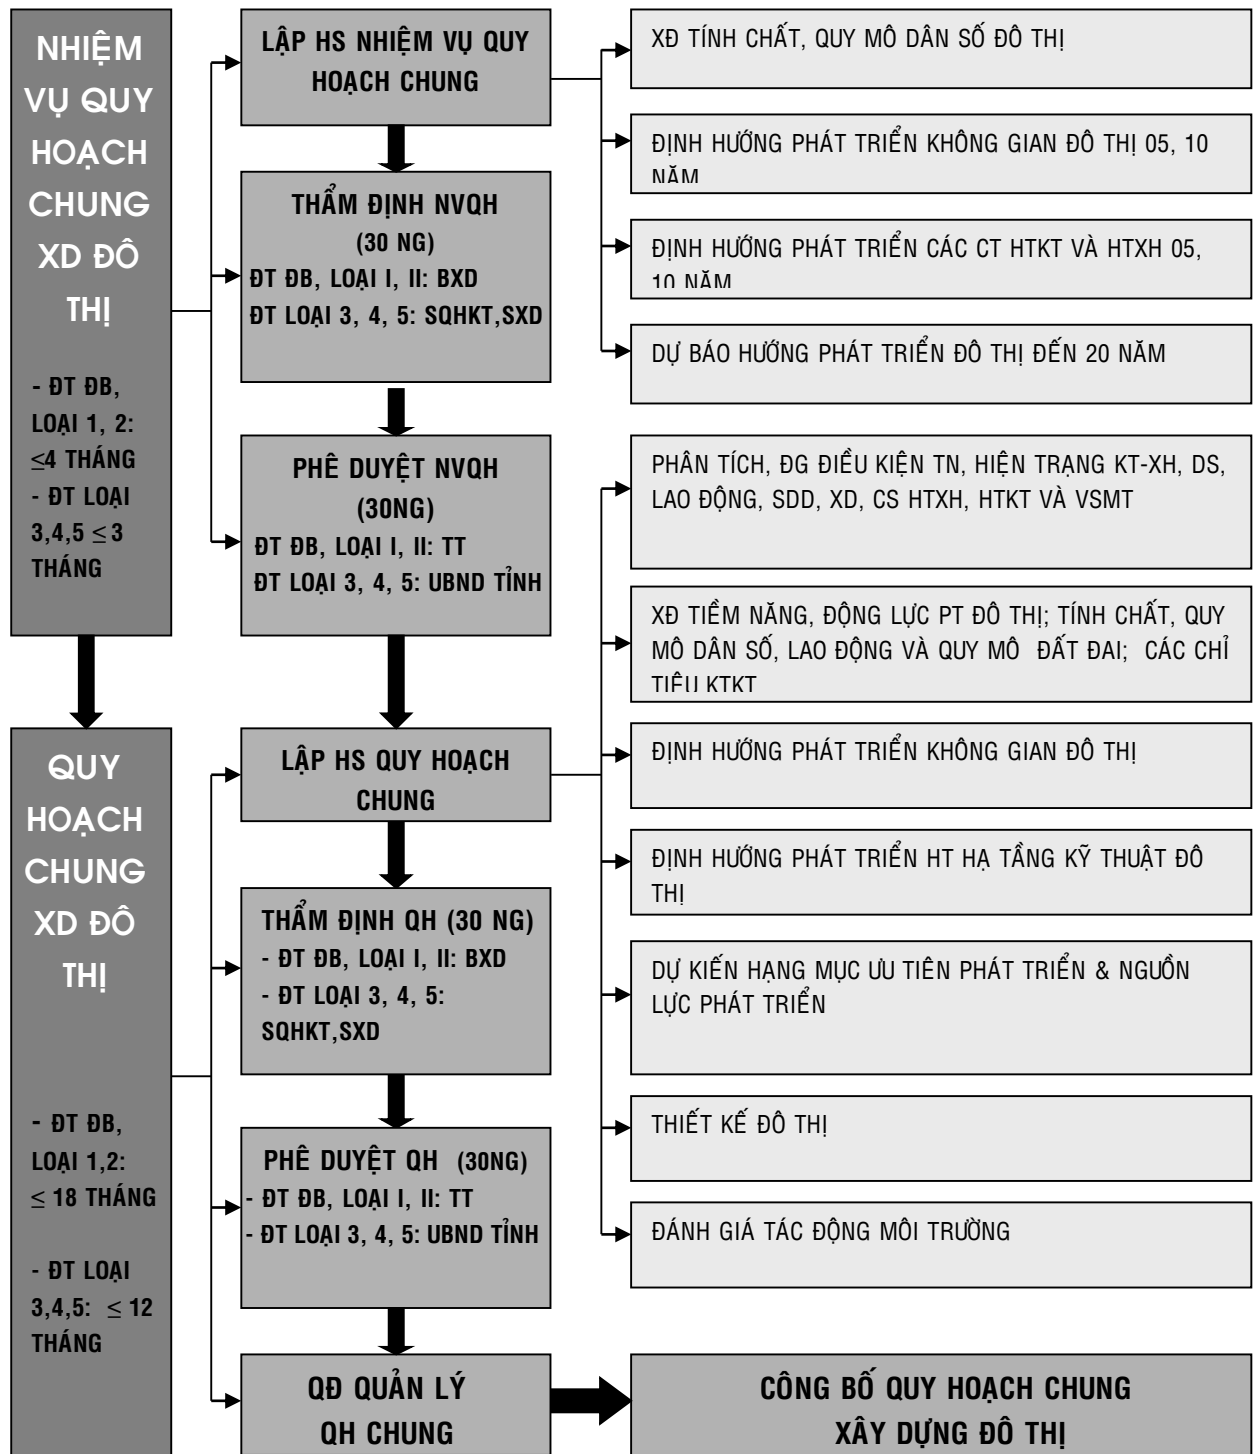 NHIỆM
VỤ QUY
HOẠCH
CHUNG
XD ĐÔ
THỊ
- ĐT ĐB,
LOẠI 1, 2:
≤4 THÁNG
- ĐT LOẠI
3,4,5 ≤ 3
THÁNG
LẬP HS NHIỆM VỤ QUY
HOẠCH CHUNG
THẨM ĐỊNH NVQH
(30 NG)
ĐT ĐB, LOẠI I, II: BXD
ĐT LOẠI 3, 4, 5: SQHKT,SXD
PHÊ DUYỆT NVQH
(30NG)
ĐT ĐB, LOẠI I, II: TT
ĐT LOẠI 3, 4, 5: UBND TỈNH
XĐ TÍNH CHẤT, QUY MÔ DÂN SỐ ĐÔ THỊ
ĐỊNH HƯỚNG PHÁT TRIỂN KHÔNG GIAN ĐÔ THỊ 05, 10
NĂM
ĐỊNH HƯỚNG PHÁT TRIỂN CÁC CT HTKT VÀ HTXH 05,
10 NĂM
DỰ BÁO HƯỚNG PHÁT TRIỂN ĐÔ THỊ ĐẾN 20 NĂM
QUY
HOẠCH
CHUNG
XD ĐÔ
THỊ
- ĐT ĐB,
LOẠI 1,2:
≤ 18 THÁNG
- ĐT LOẠI
3,4,5: ≤ 12
THÁNG
LẬP HS QUY HOẠCH
CHUNG
THẨM ĐỊNH QH (30 NG)
- ĐT ĐB, LOẠI I, II: BXD
- ĐT LOẠI 3, 4, 5:
SQHKT,SXD
PHÊ DUYỆT QH (30NG)
- ĐT ĐB, LOẠI I, II: TT
- ĐT LOẠI 3, 4, 5: UBND TỈNH
QĐ QUẢN LÝ
QH CHUNG
PHÂN TÍCH, ĐG ĐIỀU KIỆN TN, HIỆN TRẠNG KT-XH, DS,
LAO ĐỘNG, SDD, XD, CS HTXH, HTKT VÀ VSMT
XĐ TIỀM NĂNG, ĐỘNG LỰC PT ĐÔ THỊ; TÍNH CHẤT, QUY
MÔ DÂN SỐ, LAO ĐỘNG VÀ QUY MÔ ĐẤT ĐAI; CÁC CHỈ
TIÊU KTKT
ĐỊNH HƯỚNG PHÁT TRIỂN KHÔNG GIAN ĐÔ THỊ
ĐỊNH HƯỚNG PHÁT TRIỂN HT HẠ TẦNG KỸ THUẬT ĐÔ
THỊ
DỰ KIẾN HẠNG MỤC ƯU TIÊN PHÁT TRIỂN & NGUỒN
LỰC PHÁT TRIỂN
THIẾT KẾ ĐÔ THỊ
ĐÁNH GIÁ TÁC ĐỘNG MÔI TRƯỜNG
CÔNG BỐ QUY HOẠCH CHUNG
XÂY DỰNG ĐÔ THỊ